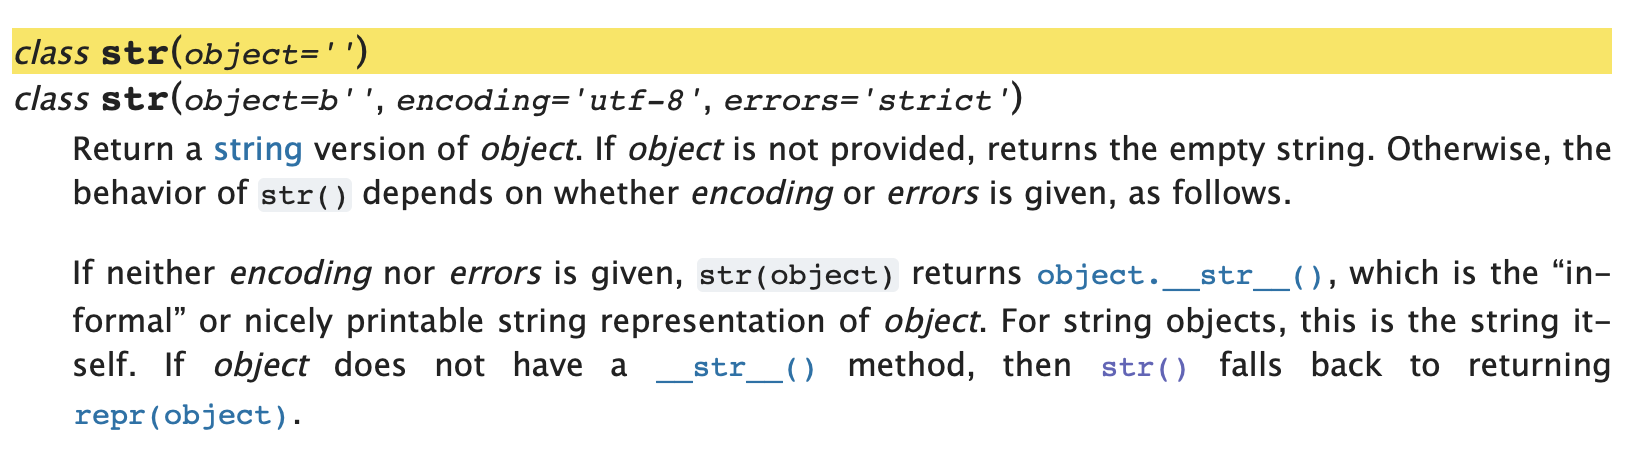 class str(object='')
class str(object=b'', encoding='utf-8', errors='strict')
Return a string version of object. If object is not provided, returns the empty string. Otherwise, the
behavior of str() depends on whether encoding or errors is given, as follows.
If neither encoding nor errors is given, str(object) returns object.__str__(), which is the “in-
formal” or nicely printable string representation of object. For string objects, this is the string it-
self. If object does not have a __str__() method, then str() falls back to returning
repr(object).